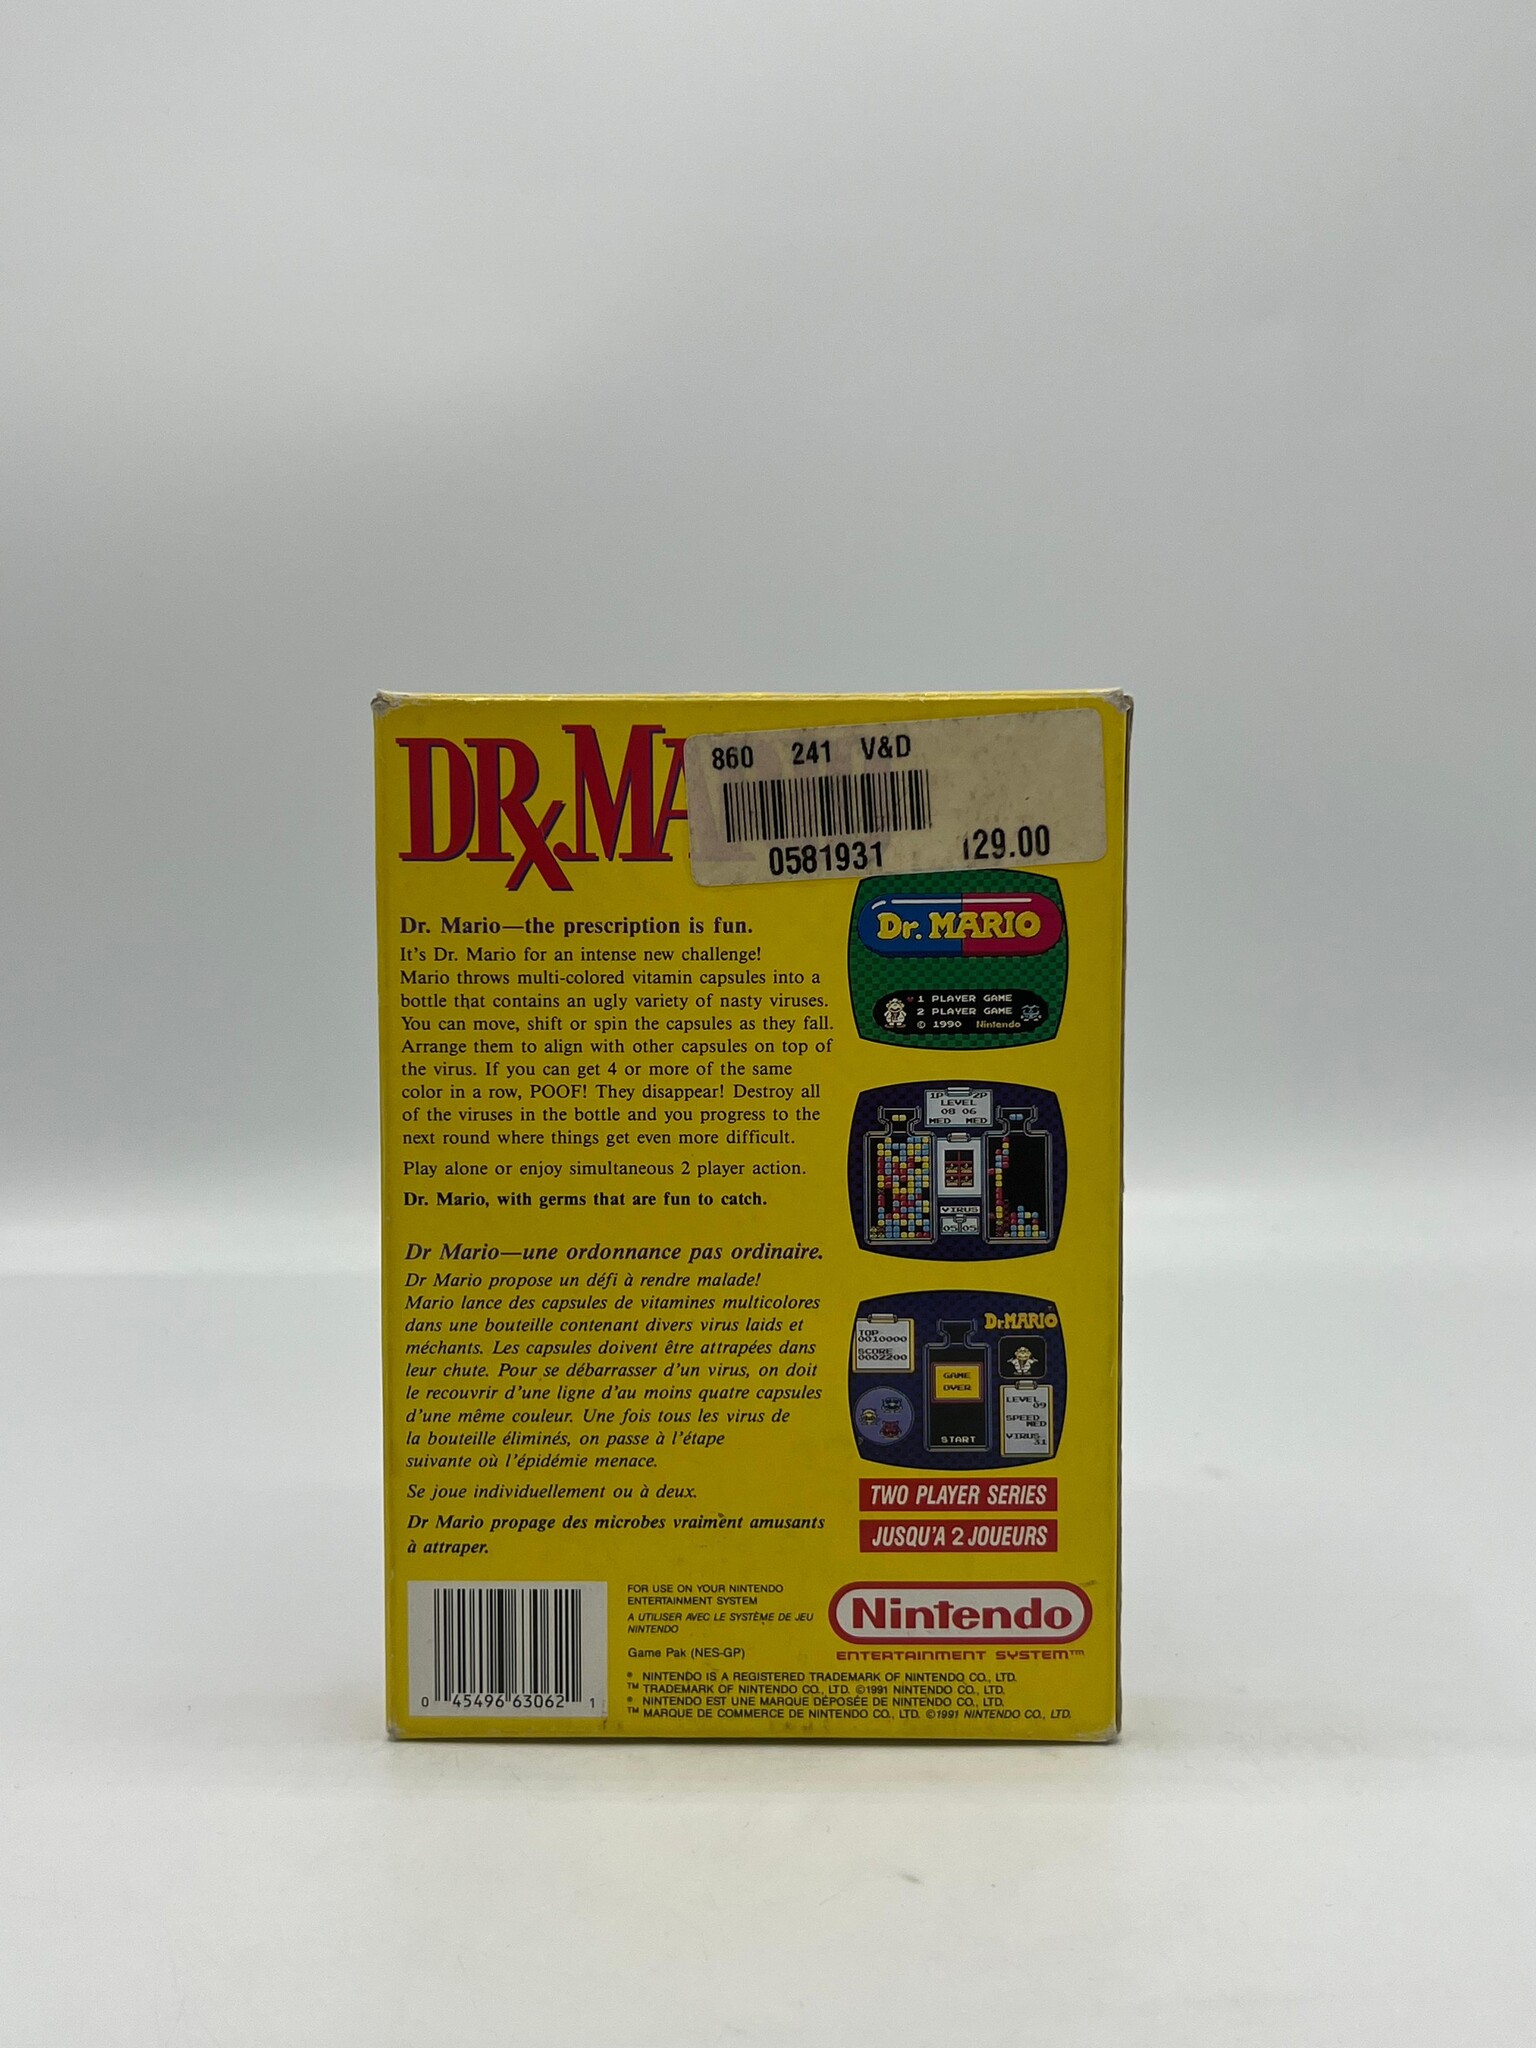 DR. MA
860 241 V&D
0581931 129.00
Dr. Mario—the prescription is fun.
It's Dr. Mario for an intense new challenge!
Mario throws multi-colored vitamin capsules into a
bottle that contains an ugly variety of nasty viruses.
You can move, shift or spin the capsules as they fall.
Arrange them to align with other capsules on top of
the virus. If you can get 4 or more of the same
color in a row, POOF! They disappear! Destroy all
of the viruses in the bottle and you progress to the
next round where things get even more difficult.
Play alone or enjoy simultaneous 2 player action.
Dr. Mario, with germs that are fun to catch.
Dr Mario—une ordonnance pas ordinaire.
Dr Mario propose un défi à rendre malade!
Mario lance des capsules de vitamines multicolores
dans une bouteille contenant divers virus laids et
méchants. Les capsules doivent être attrapées dans
leur chute. Pour se débarrasser d'un virus, on doit
le recouvrir d'une ligne d'au moins quatre capsules
d'une même couleur. Une fois tous les virus de
la bouteille éliminés, on passe à l'étape
suivante où l'épidémie menace.
Se joue individuellement ou à deux.
Dr Mario propage des microbes vraiment amusants
à attraper.
Dr. MARIO
1 PLAYER GAME
2 PLAYER GAME
© 1990 Nintendo
1P 2P
LEVEL
08 06
MED MED
VIRUS
05 05
Dr.MARIO
TOP
0010000
SCORE
0002200
GAME
OVER
START
LEVEL
09
SPEED
MED
VIRUS
31
TWO PLAYER SERIES
JUSQU'A 2 JOUEURS
0 45496 63062 1
FOR USE ON YOUR NINTENDO
ENTERTAINMENT SYSTEM
A UTILISER AVEC LE SYSTÈME DE JEU
NINTENDO
Game Pak (NES-GP)
Nintendo
ENTERTAINMENT SYSTEM™
® NINTENDO IS A REGISTERED TRADEMARK OF NINTENDO CO., LTD.
™ TRADEMARK OF NINTENDO CO., LTD. ©1991 NINTENDO CO., LTD.
® NINTENDO EST UNE MARQUE DÉPOSÉE DE NINTENDO CO., LTD.
™ MARQUE DE COMMERCE DE NINTENDO CO., LTD. ©1991 NINTENDO CO., LTD.